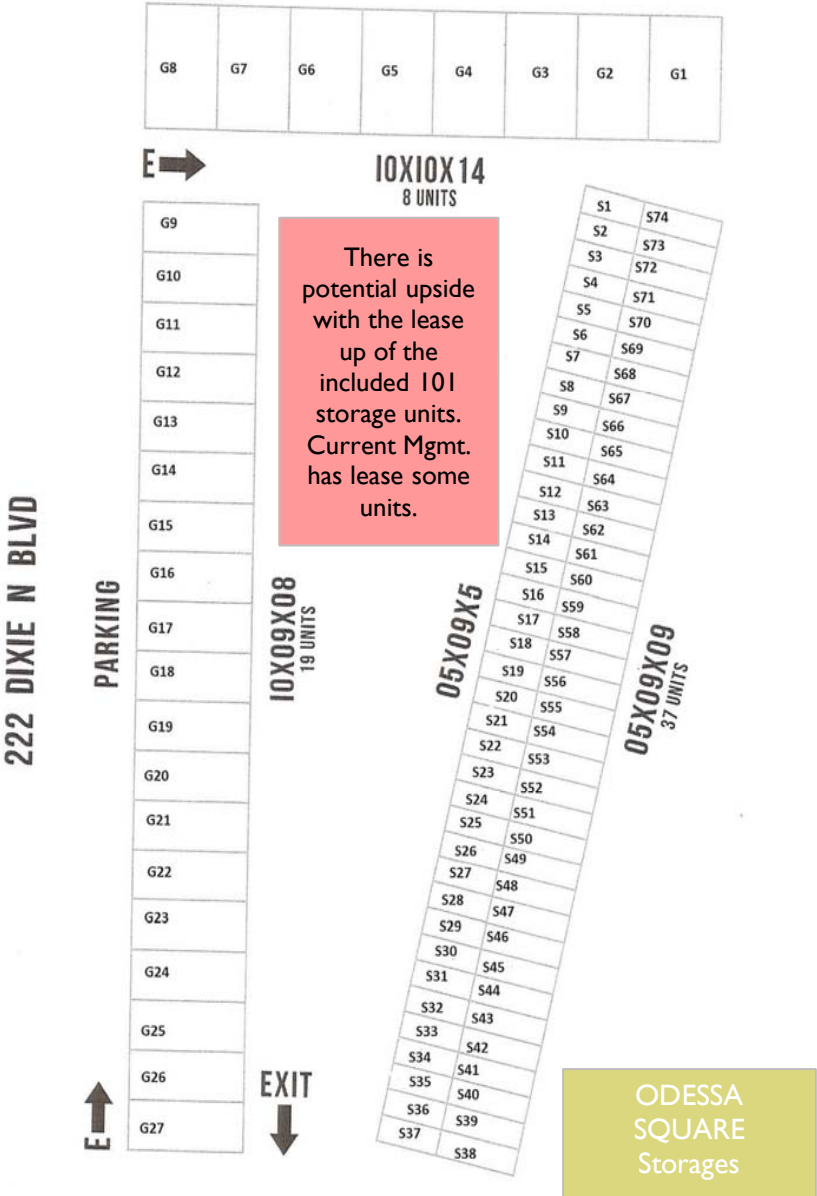 G8
G7
G6
G5
G4
G3
G2
G1
E
10X10X14
8 UNITS
G9
G10
G11
G12
G13
G14
G15
G16
G17
G18
G19
G20
G21
G22
G23
G24
G25
G26
G27
222 DIXIE N BLVD
PARKING
E
10X09X08
19 UNITS
EXIT
There is
potential upside
with the lease
up of the
included 101
storage units.
Current Mgmt.
has lease some
units.
05X09X5
S1
S2
S3
S4
S5
S6
S7
S8
S9
S10
S11
S12
S13
S14
S15
S16
S17
S18
S19
S20
S21
S22
S23
S24
S25
S26
S27
S28
S29
S30
S31
S32
S33
S34
S35
S36
S37
S74
S73
S72
S71
S70
S69
S68
S67
S66
S65
S64
S63
S62
S61
S60
S59
S58
S57
S56
S55
S54
S53
S52
S51
S50
S49
S48
S47
S46
S45
S44
S43
S42
S41
S40
S39
S38
05X09X09
37 UNITS
ODESSA
SQUARE
Storages